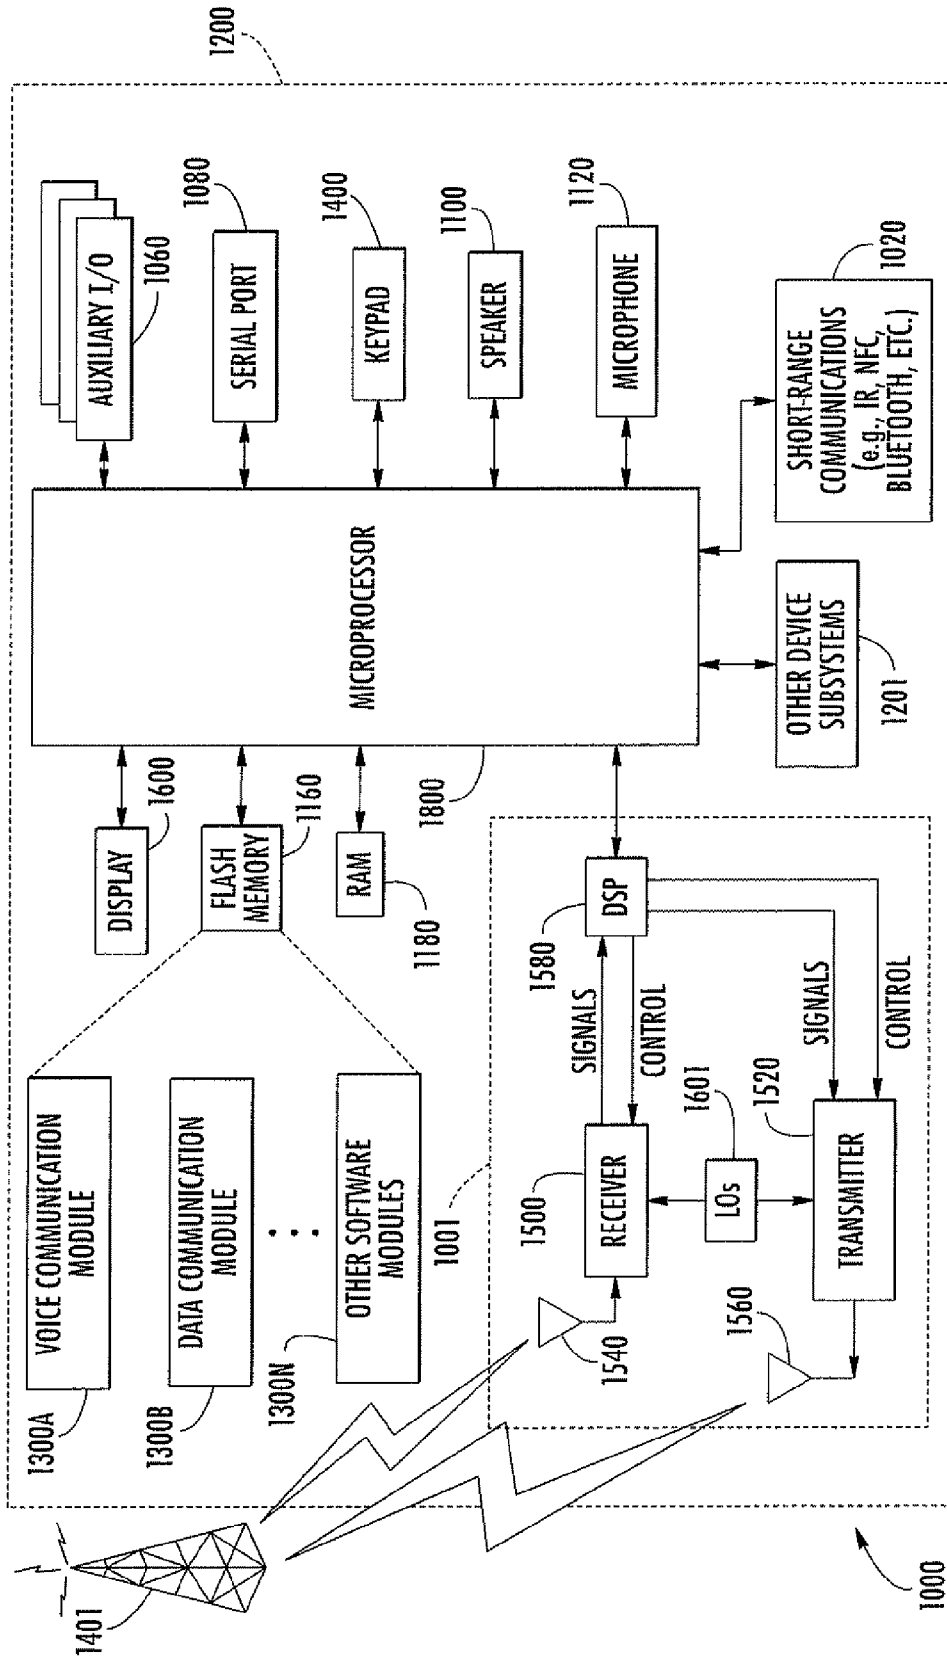 1200
AUXILIARY I/O
1060
SERIAL PORT
1080
KEYPAD
1400
SPEAKER
1100
MICROPHONE
1120
SHORT-RANGE
COMMUNICATIONS
(e.g., IR, NFC,
BLUETOOTH, ETC.)
1020
MICROPROCESSOR
1800
OTHER DEVICE
SUBSYSTEMS
1201
DISPLAY
1600
FLASH
MEMORY
1160
RAM
1180
VOICE COMMUNICATION
MODULE
1300A
DATA COMMUNICATION
MODULE
1300B
OTHER SOFTWARE
MODULES
1300N
1001
DSP
1580
SIGNALS
CONTROL
SIGNALS
CONTROL
RECEIVER
1500
LOs
1601
TRANSMITTER
1520
1540
1560
1401
1000